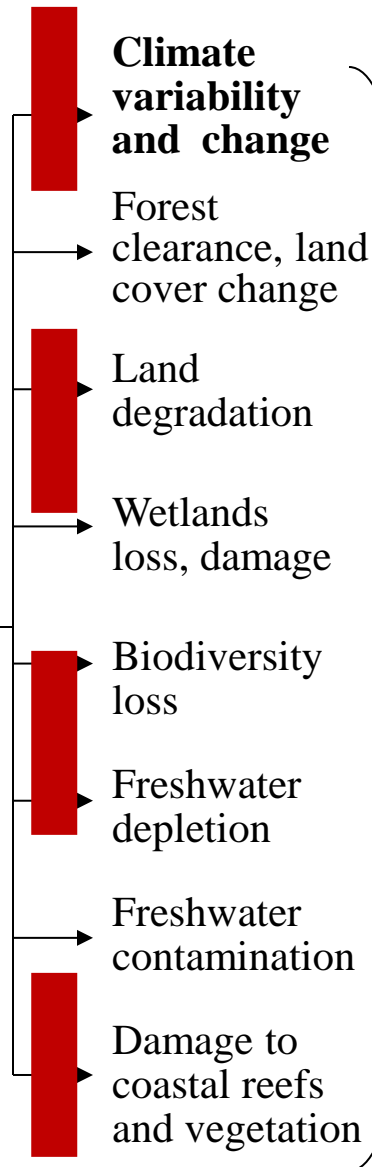 Climate
variability
and change
Forest
clearance, land
cover change
Land
degradation
Wetlands
loss, damage
Biodiversity
loss
Freshwater
depletion
Freshwater
contamination
Damage to
coastal reefs
and vegetation